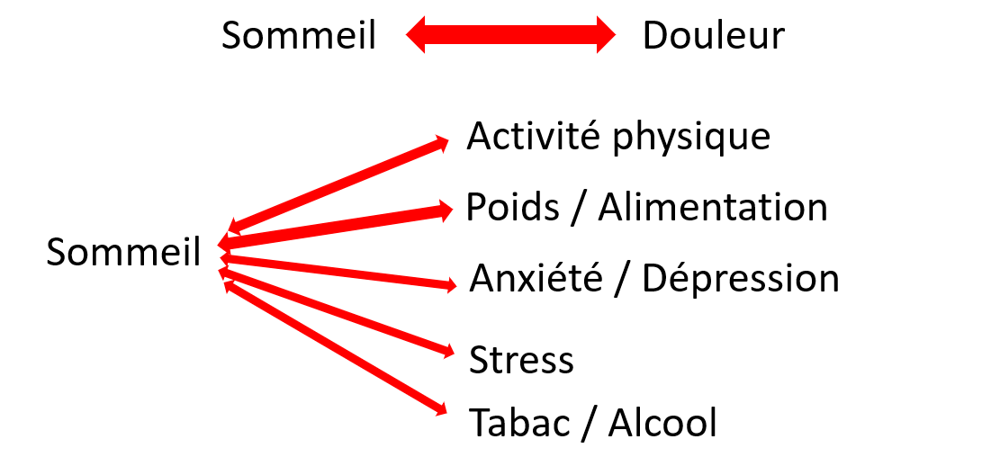 Sommeil Douleur
Activité physique
Poids / Alimentation
Sommeil
Anxiété / Dépression
Stress
Tabac / Alcool